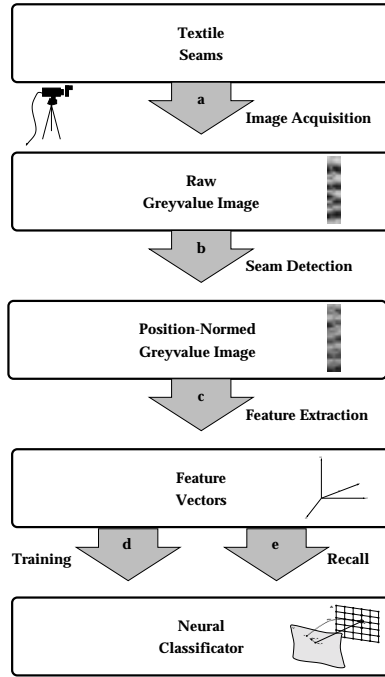 Textile
Seams
a
Image Acquisition
Raw
Greyvalue Image
b
Seam Detection
Position-Normed
Greyvalue Image
c
Feature Extraction
Feature
Vectors
Training
d
e
Recall
Neural
Classificator